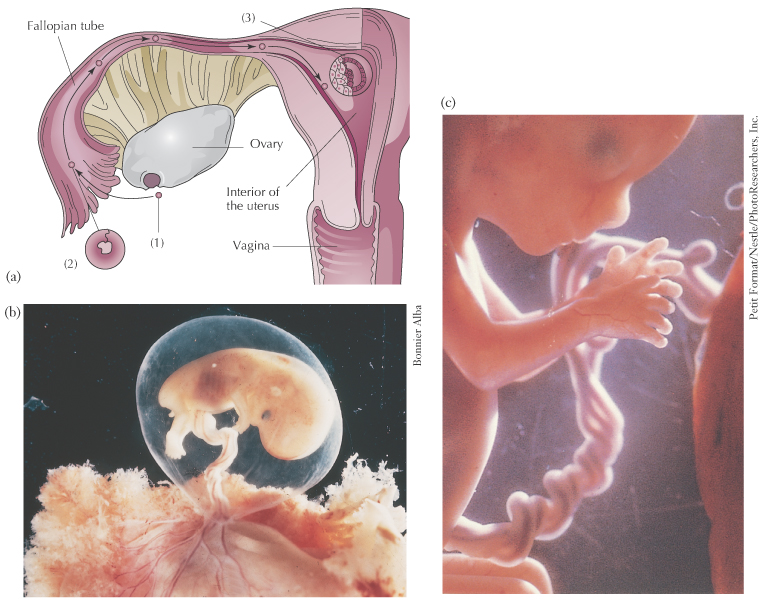 (3)
Fallopian tube
Ovary
Interior of
the uterus
(1)
(2)
Vagina
(a)
(b)
Bonnier Alba
(c)
Petit Format/Nestle/PhotoResearchers, Inc.